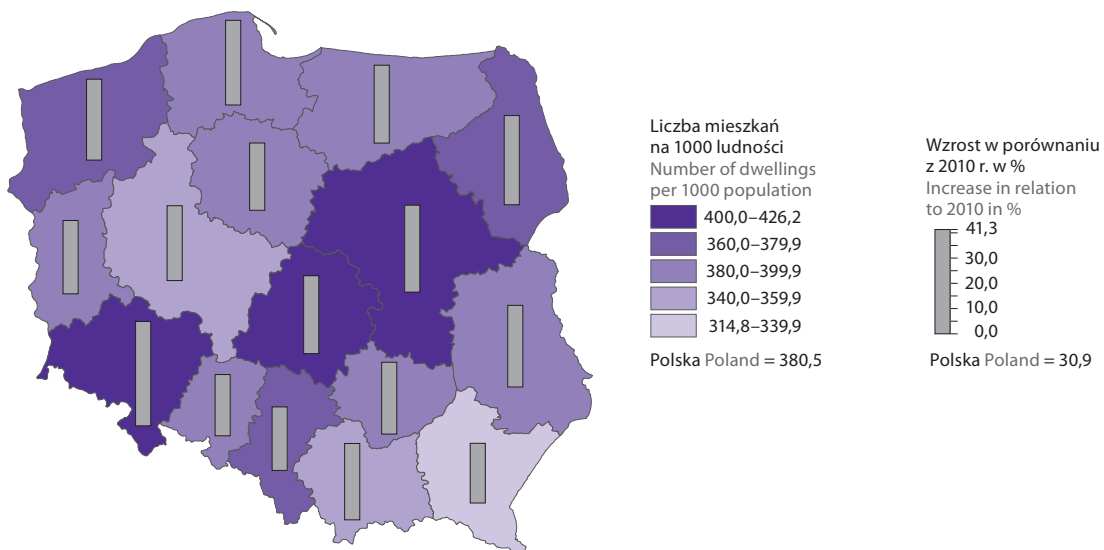 Liczba mieszkań
na 1000 ludności
Number of dwellings
per 1000 population
400,0–426,2
360,0–379,9
380,0–399,9
340,0–359,9
314,8–339,9
Polska Poland = 380,5
Wzrost w porównaniu
z 2010 r. w %
Increase in relation
to 2010 in %
41,3
30,0
20,0
10,0
0,0
Polska Poland = 30,9